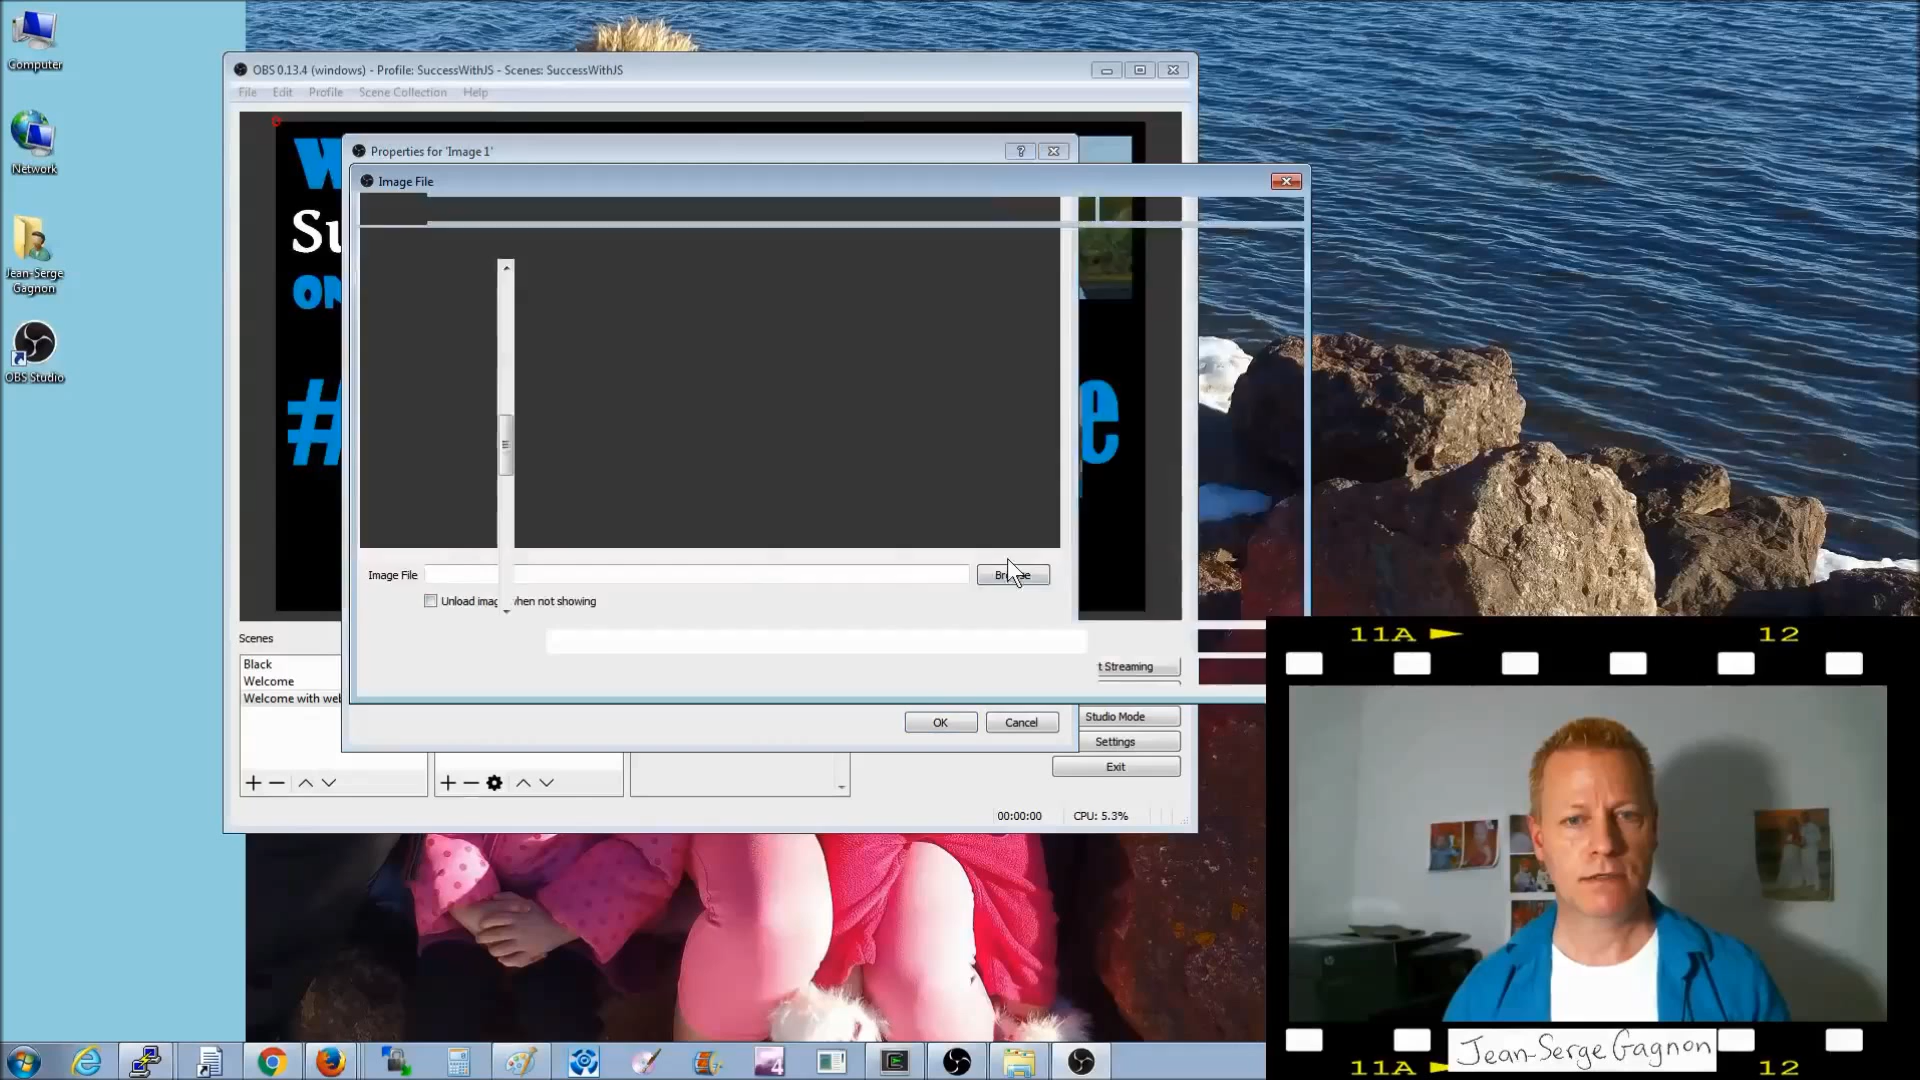 Computer
Network
Jean-Serge
Gagnon
OBS Studio
OBS 0.13.4 (windows) - Profile: SuccessWithJS - Scenes: SuccessWithJS
File Edit Profile Scene Collection Help
Properties for 'Image 1'
Image File
W
Su
ON
#
e
Image File
Unload when not showing
t Streaming
Scenes
Black
Welcome
Welcome with
OK Cancel
Studio Mode
Settings
Exit
00:00:00 CPU: 5.3%
11A 12
Jean-Serge Gagnon
11A 12
4